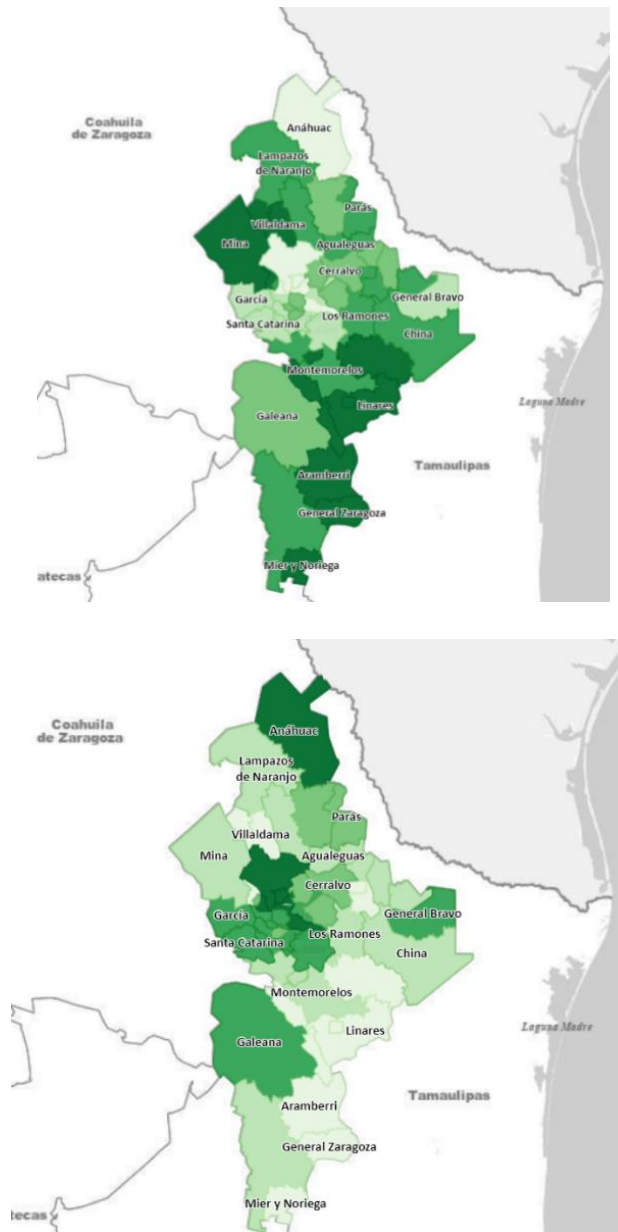 Coahuila
de Zaragoza
Anáhuac
Lampazos
de Naranjo
Parás
Villaldama
Mina
Agualeguas
Cerralvo
García
General Bravo
Los Ramones
Santa Catarina
China
Montemorelos
Linares
Galeana
Laguna Madre
Aramberri
Tamaulipas
General Zaragoza
Mier y Noriega
atecas
Coahuila
de Zaragoza
Anáhuac
Lampazos
de Naranjo
Parás
Villaldama
Mina
Agualeguas
Cerralvo
García
General Bravo
Los Ramones
Santa Catarina
China
Montemorelos
Linares
Laguna Madre
Galeana
Aramberri
Tamaulipas
General Zaragoza
Mier y Noriega
tecas